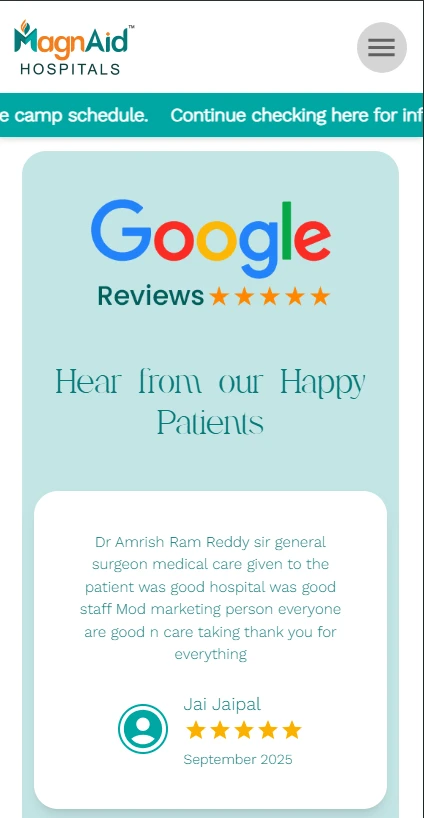 MagnAid™
HOSPITALS
e camp schedule. Continue checking here for inf
Google
Reviews
Hear from our Happy
Patients
Dr Amrish Ram Reddy sir general
surgeon medical care given to the
patient was good hospital was good
staff Mod marketing person everyone
are good n care taking thank you for
everything
Jai Jaipal
September 2025